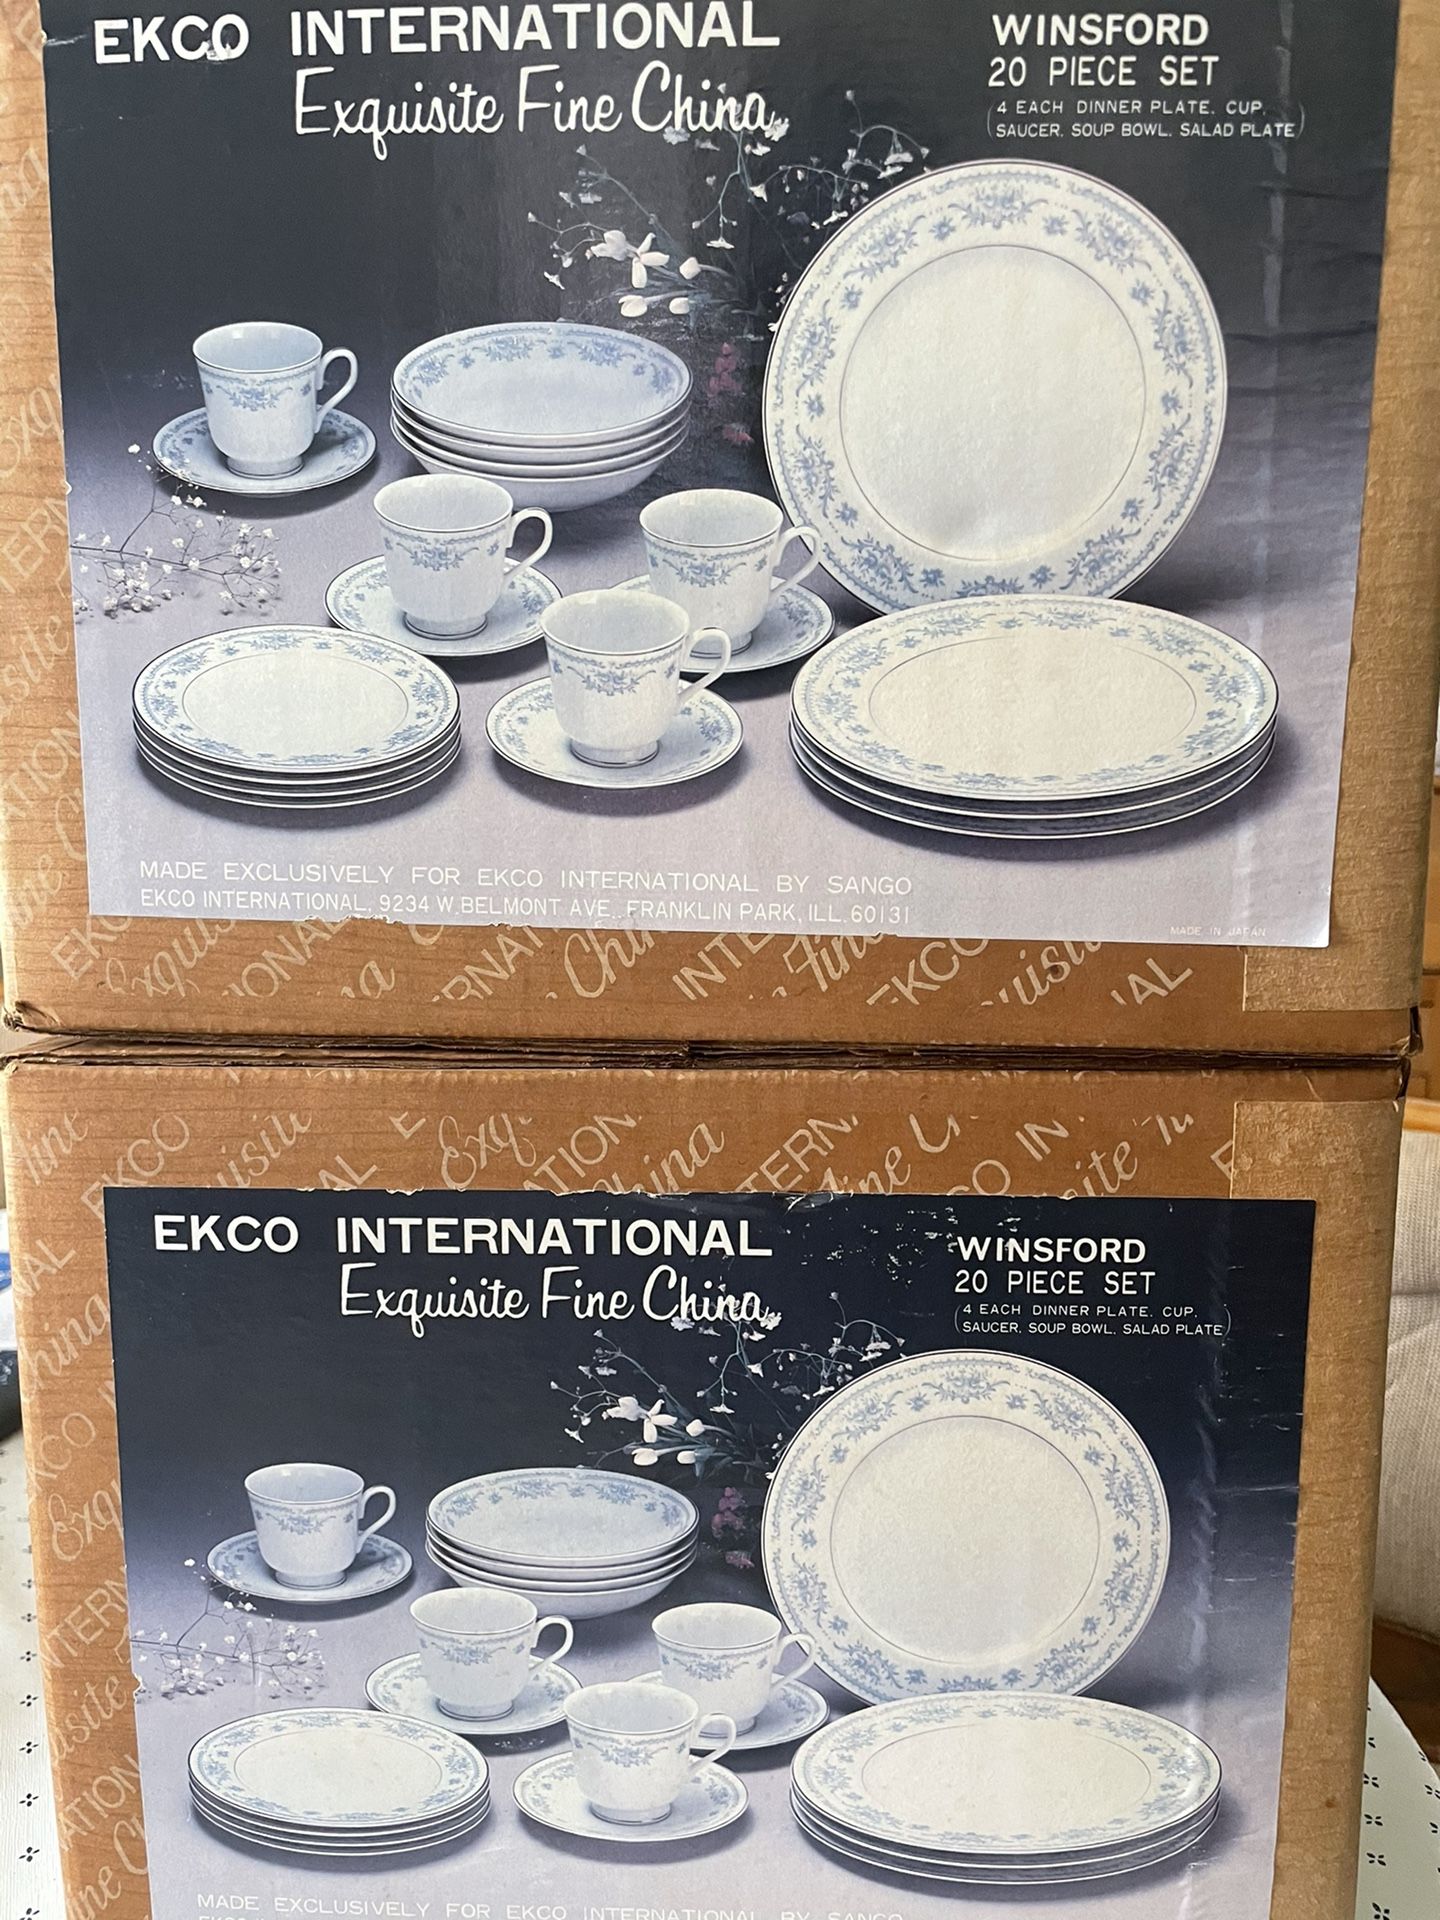 EKCO INTERNATIONAL
Exquisite Fine China
WINSFORD
20 PIECE SET
(4 EACH DINNER PLATE. CUP.
SAUCER. SOUP BOWL. SALAD PLATE)
MADE EXCLUSIVELY FOR EKCO INTERNATIONAL BY SANGO
EKCO INTERNATIONAL, 9234 W. BELMONT AVE., FRANKLIN PARK, ILL. 60131
MADE IN JAPAN
EKCO INTERNATIONAL
Exquisite Fine China
WINSFORD
20 PIECE SET
(4 EACH DINNER PLATE. CUP.
SAUCER. SOUP BOWL. SALAD PLATE)
MADE EXCLUSIVELY FOR EKCO INTERNATIONAL BY SANGO